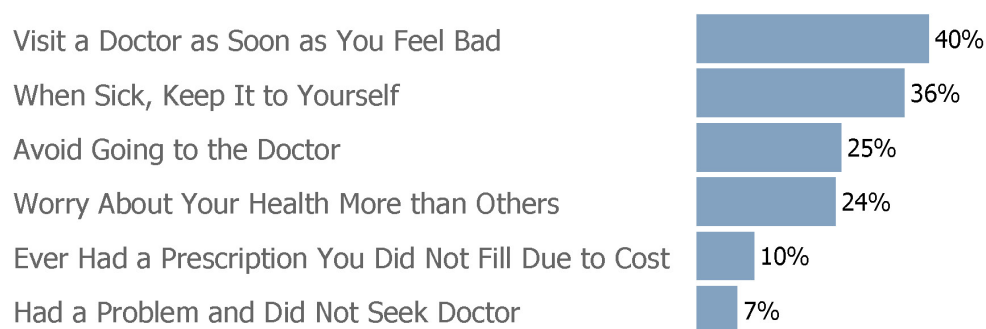 Visit a Doctor as Soon as You Feel Bad 40%
When Sick, Keep It to Yourself 36%
Avoid Going to the Doctor 25%
Worry About Your Health More than Others 24%
Ever Had a Prescription You Did Not Fill Due to Cost 10%
Had a Problem and Did Not Seek Doctor 7%